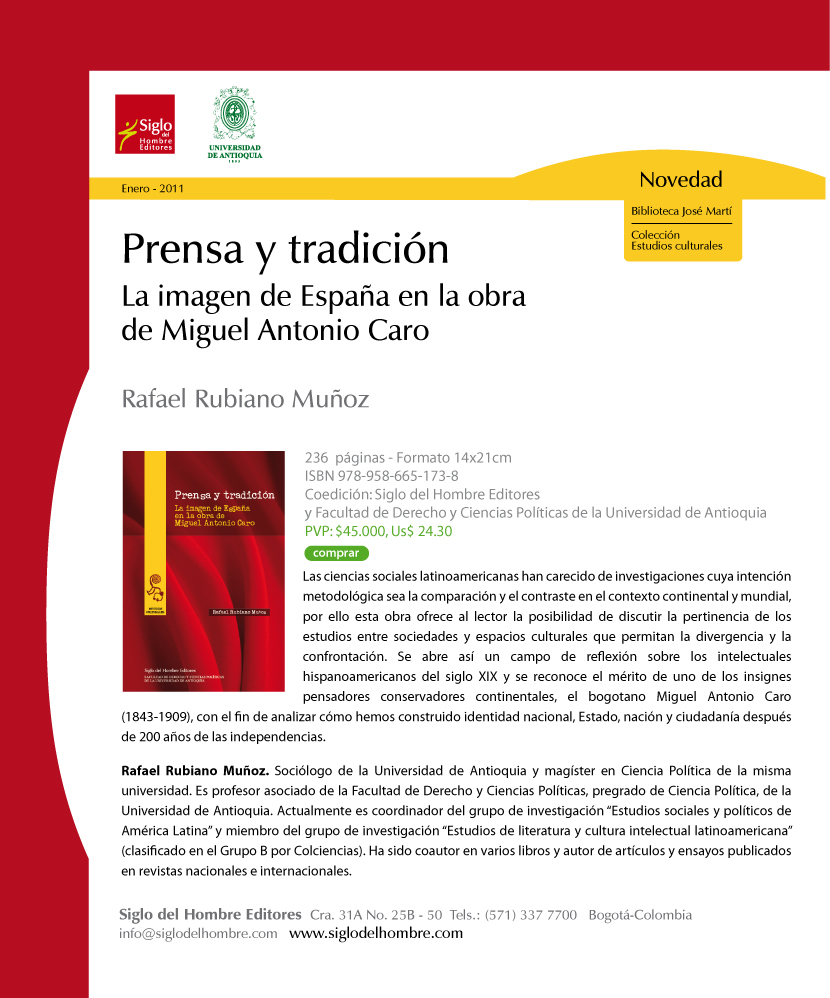 Siglo
del
Hombre
Editores
UNIVERSIDAD
DE ANTIOQUIA
1803
Enero - 2011
Novedad
Biblioteca José Martí
Colección
Estudios culturales
Prensa y tradición
La imagen de España en la obra
de Miguel Antonio Caro
Rafael Rubiano Muñoz
Prensa y tradición
La imagen de España
en la obra de
Miguel Antonio Caro
Rafael Rubiano Muñoz
Siglo del Hombre Editores
FACULTAD DE DERECHO Y CIENCIAS POLÍTICAS
DE LA UNIVERSIDAD DE ANTIOQUIA
236 páginas - Formato 14x21cm
ISBN 978-958-665-173-8
Coedición: Siglo del Hombre Editores
y Facultad de Derecho y Ciencias Políticas de la Universidad de Antioquia
PVP: $45.000, Us$ 24.30
comprar
Las ciencias sociales latinoamericanas han carecido de investigaciones cuya intención
metodológica sea la comparación y el contraste en el contexto continental y mundial,
por ello esta obra ofrece al lector la posibilidad de discutir la pertinencia de los
estudios entre sociedades y espacios culturales que permitan la divergencia y la
confrontación. Se abre así un campo de reflexión sobre los intelectuales
hispanoamericanos del siglo XIX y se reconoce el mérito de uno de los insignes
pensadores conservadores continentales, el bogotano Miguel Antonio Caro
(1843-1909), con el fin de analizar cómo hemos construido identidad nacional, Estado, nación y ciudadanía después
de 200 años de las independencias.
Rafael Rubiano Muñoz. Sociólogo de la Universidad de Antioquia y magíster en Ciencia Política de la misma
universidad. Es profesor asociado de la Facultad de Derecho y Ciencias Políticas, pregrado de Ciencia Política, de la
Universidad de Antioquia. Actualmente es coordinador del grupo de investigación “Estudios sociales y políticos de
América Latina” y miembro del grupo de investigación “Estudios de literatura y cultura intelectual latinoamericana”
(clasificado en el Grupo B por Colciencias). Ha sido coautor en varios libros y autor de artículos y ensayos publicados
en revistas nacionales e internacionales.
Siglo del Hombre Editores Cra. 31A No. 25B - 50 Tels.: (571) 337 7700 Bogotá-Colombia
info@siglodelhombre.com www.siglodelhombre.com